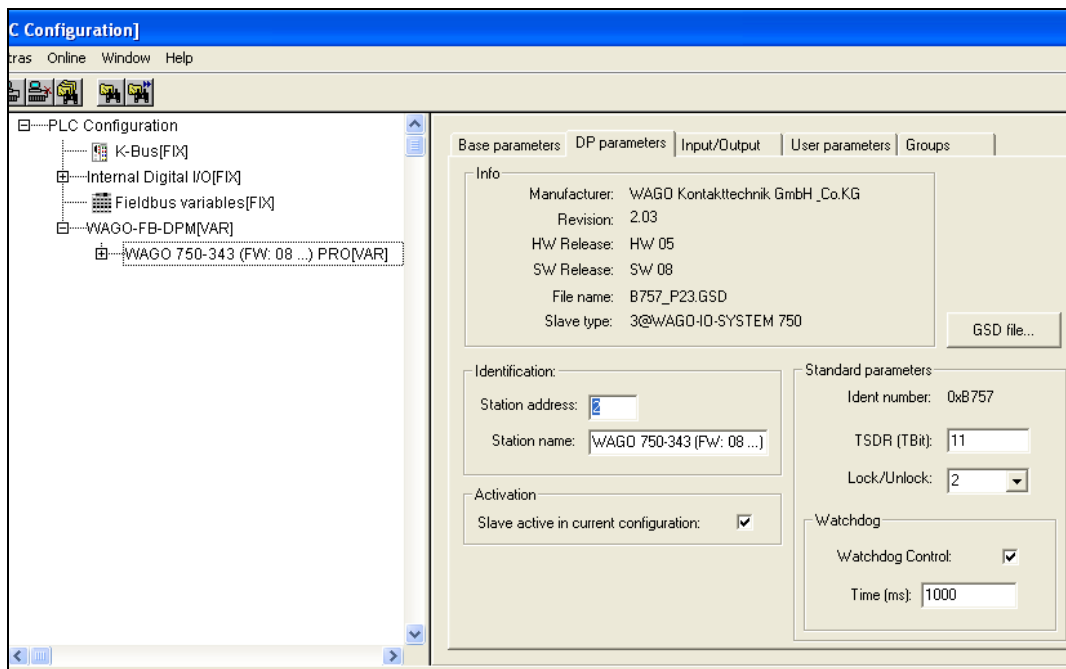 C Configuration]
tras Online Window Help
PLC Configuration
K-Bus[FIX]
Internal Digital I/O[FIX]
Fieldbus variables[FIX]
WAGO-FB-DPM[VAR]
WAGO 750-343 (FW: 08 ...) PRO[VAR]
Base parameters DP parameters Input/Output User parameters Groups
Info
Manufacturer: WAGO Kontakttechnik GmbH _Co.KG
Revision: 2.03
HW Release: HW 05
SW Release: SW 08
File name: B757_P23.GSD
Slave type: 3@WAGO-IO-SYSTEM 750
GSD file...
Identification:
Station address: 2
Station name: WAGO 750-343 (FW: 08 ...)
Activation
Slave active in current configuration:
Standard parameters
Ident number: 0xB757
TSDR (TBit): 11
Lock/Unlock: 2
Watchdog
Watchdog Control:
Time (ms): 1000